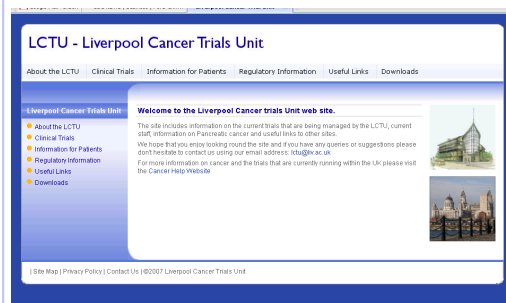 LCTU - Liverpool Cancer Trials Unit
About the LCTU Clinical Trials Information for Patients Regulatory Information Useful Links Downloads
Liverpool Cancer Trials Unit
About the LCTU
Clinical Trials
Information for Patients
Regulatory Information
Useful Links
Downloads
Welcome to the Liverpool Cancer trials Unit web site.
The site includes information on the current trials that are being managed by the LCTU, current
staff, information on Pancreatic cancer and useful links to other sites.
We hope that you enjoy looking round the site and if you have any queries or suggestions please
don't hesitate to contact us using our email address: lctu@liv.ac.uk
For more information on cancer and the trials that are currently running within the UK please visit
the Cancer Help Website
| Site Map | Privacy Policy | Contact Us | ©2007 Liverpool Cancer Trials Unit